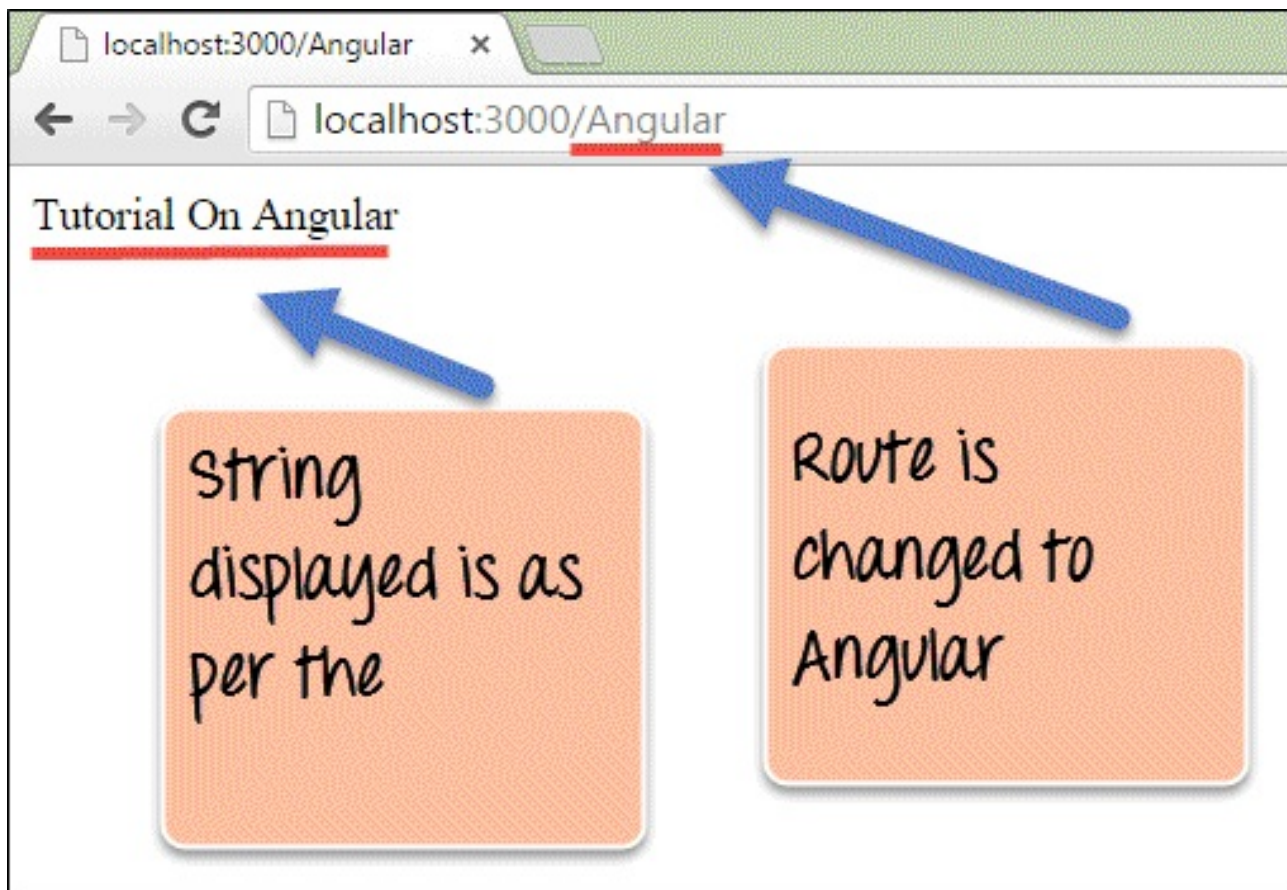 localhost:3000/Angular
localhost:3000/Angular
Tutorial On Angular
String
displayed is as
per the
Route is
changed to
Angular